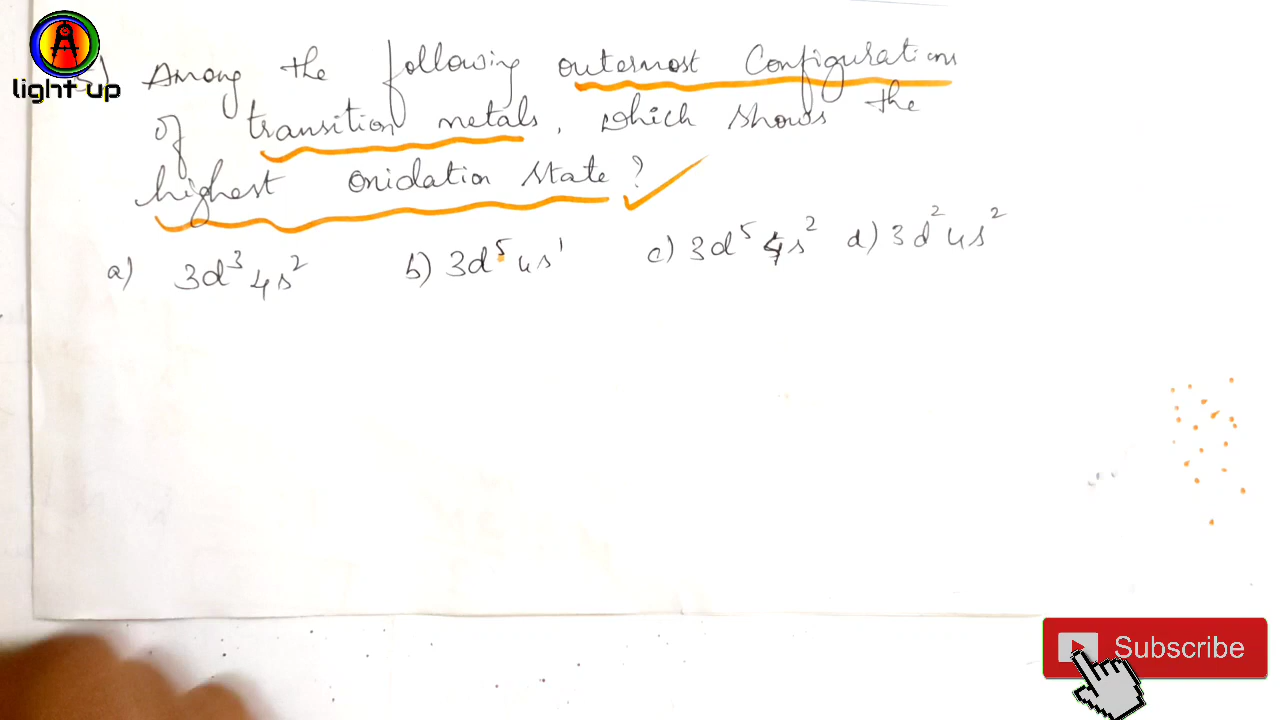 light up
Among the following outermost Configurations
of transition metals, which shows the
highest Oxidation State?
a) 3d³4s² b) 3d⁵4s¹ c) 3d⁵4s² d) 3d²4s²
Subscribe